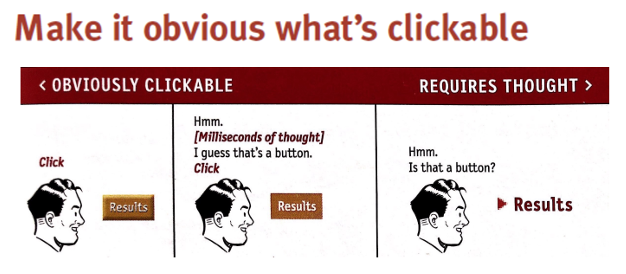 Make it obvious what's clickable
< OBVIOUSLY CLICKABLE
REQUIRES THOUGHT >
Click
Results
Hmm.
[Milliseconds of thought]
I guess that's a button.
Click
Results
Hmm.
Is that a button?
Results